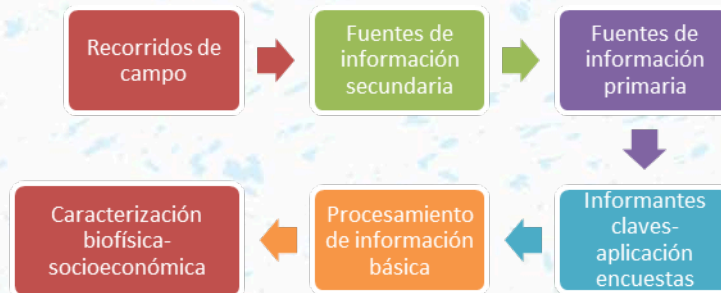 Recorridos de
campo
Fuentes de
información
secundaria
Fuentes de
información
primaria
Informantes
claves-
aplicación
encuestas
Procesamiento
de información
básica
Caracterización
biofísica-
socioeconómica